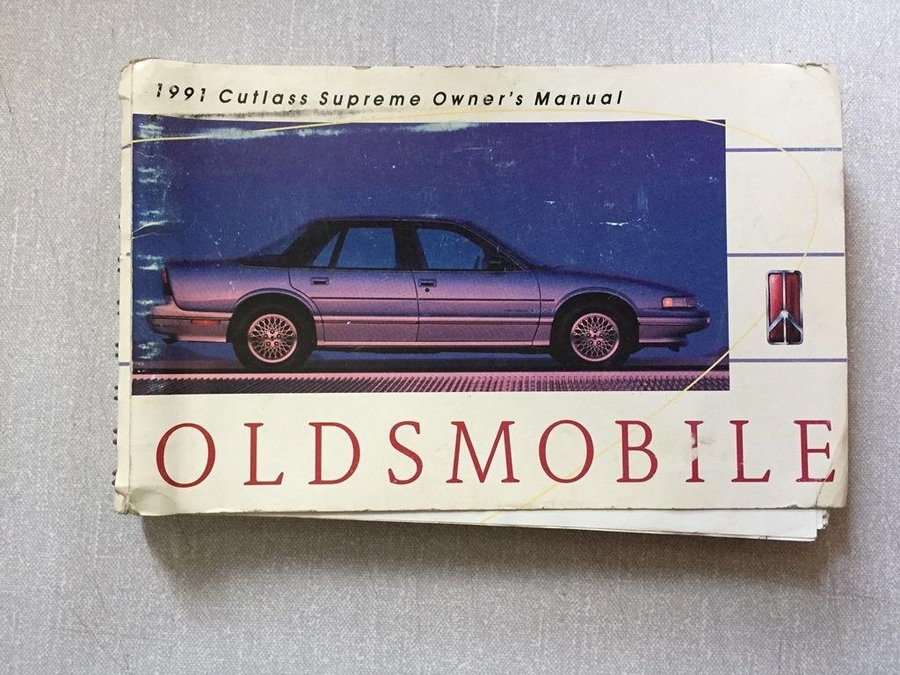 1991 Cutlass Supreme Owner's Manual
OLDSMOBILE